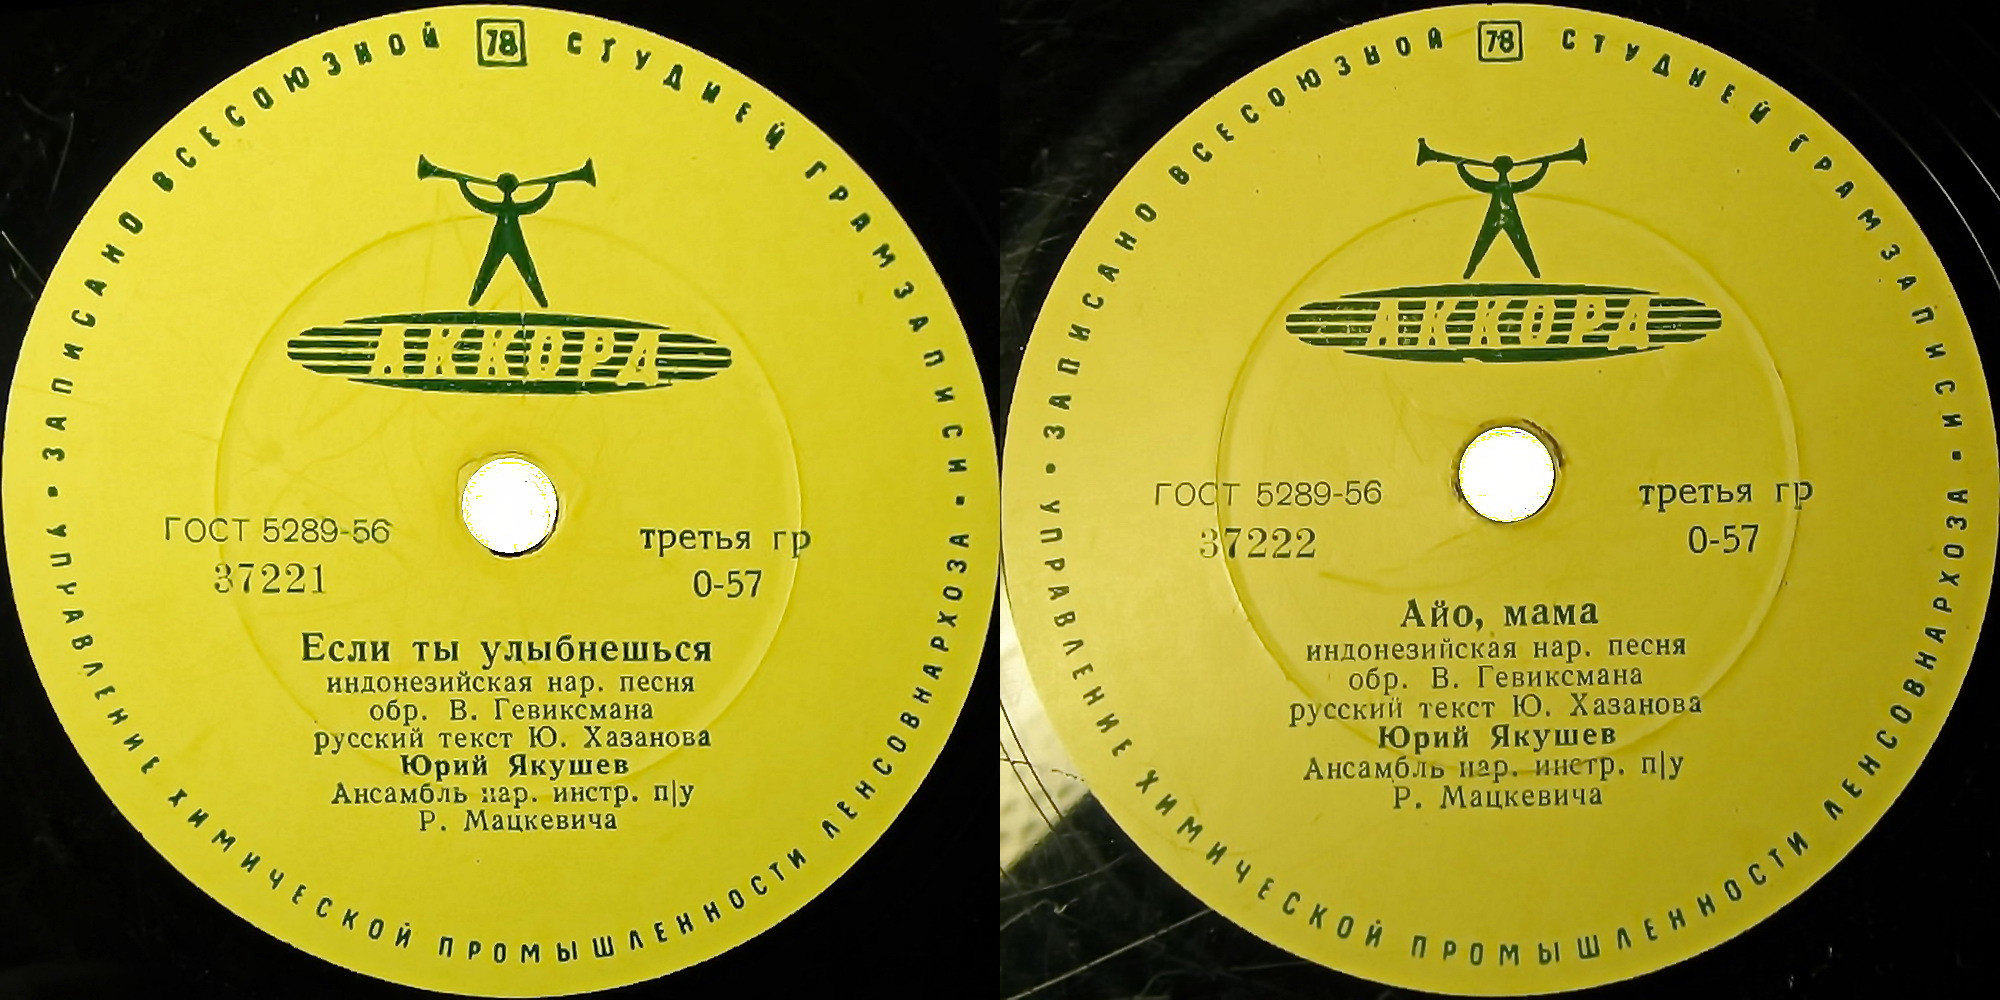 ЗАПИСАНО ВСЕСОЮЗНОЙ 78 СТУДИЕЙ ГРАМЗАПИСИ
АККОРД
ГОСТ 5289-56
37221
третья гр
0-57
Если ты улыбнешься
индонезийская нар. песня
обр. В. Гевиксмана
русский текст Ю. Хазанова
Юрий Якушев
Ансамбль нар. инстр. п/у
Р. Мацкевича
УПРАВЛЕНИЕ ХИМИЧЕСКОЙ ПРОМЫШЛЕННОСТИ ЛЕНСОВНАРХОЗА
ЗАПИСАНО ВСЕСОЮЗНОЙ 78 СТУДИЕЙ ГРАМЗАПИСИ
АККОРД
ГОСТ 5289-56
37222
третья гр
0-57
Айо, мама
индонезийская нар. песня
обр. В. Гевиксмана
русский текст Ю. Хазанова
Юрий Якушев
Ансамбль нар. инстр. п/у
Р. Мацкевича
УПРАВЛЕНИЕ ХИМИЧЕСКОЙ ПРОМЫШЛЕННОСТИ ЛЕНСОВНАРХОЗА